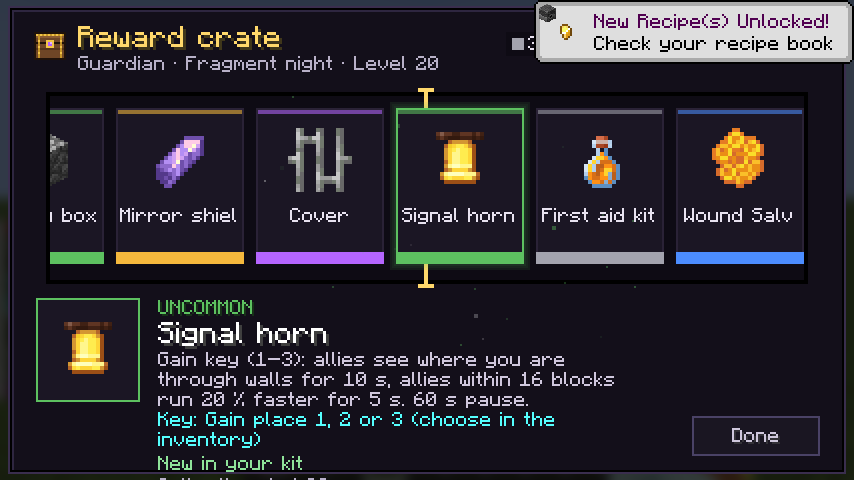 New Recipe(s) Unlocked!
Check your recipe book
Reward crate
Guardian · Fragment night · Level 20
box
Mirror shiel
Cover
Signal horn
First aid kit
Wound Salv
UNCOMMON
Signal horn
Gain key (1–3): allies see where you are
through walls for 10 s, allies within 16 blocks
run 20 % faster for 5 s. 60 s pause.
Key: Gain place 1, 2 or 3 (choose in the
inventory)
Done
New in your kit